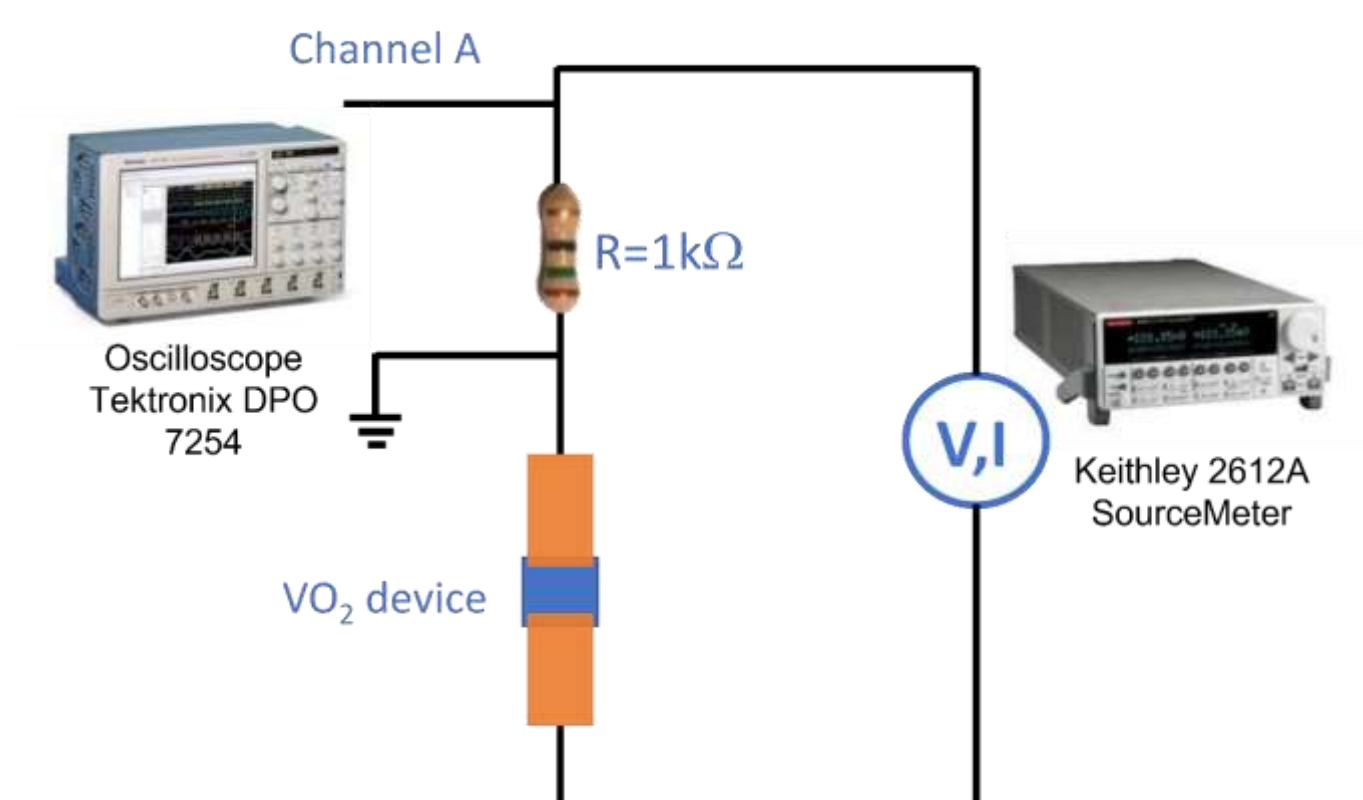 Channel A
R=1kΩ
Oscilloscope
Tektronix DPO
7254
V,I
Keithley 2612A
SourceMeter
VO₂ device